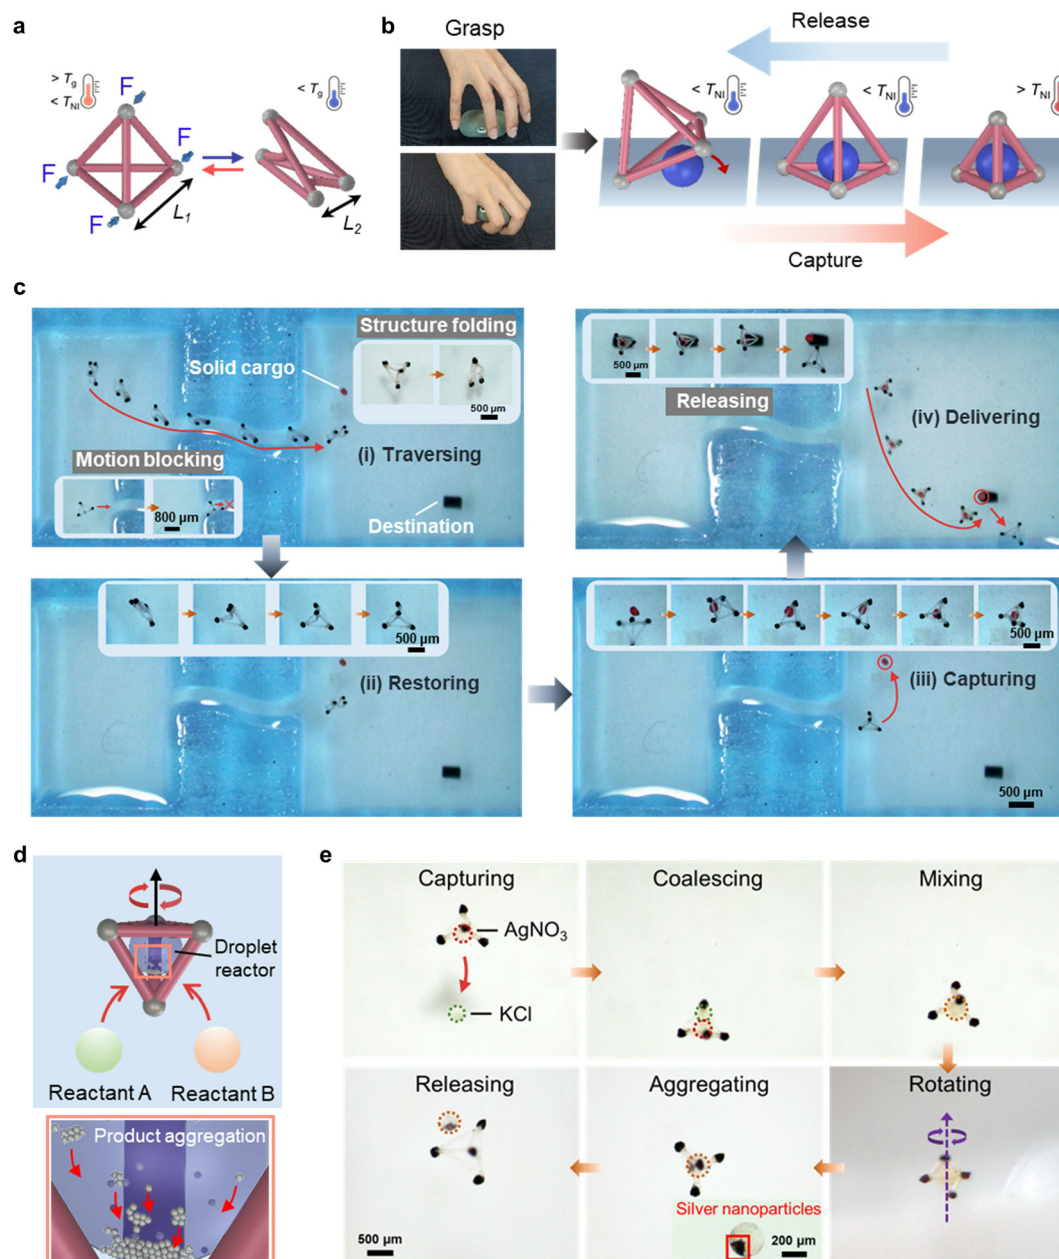 a
> Tg
< TNI
F
F
F
F
L1
< Tg
L2
b
Grasp
Release
< TNI
< TNI
> TNI
Capture
c
Structure folding
500 µm
Solid cargo
(i) Traversing
Motion blocking
800 µm
Destination
500 µm
Releasing
(iv) Delivering
500 µm
(ii) Restoring
500 µm
(iii) Capturing
500 µm
d
Droplet
reactor
Reactant A
Reactant B
Product aggregation
e
Capturing
AgNO3
KCl
Coalescing
Mixing
Releasing
500 µm
Aggregating
Silver nanoparticles
200 µm
Rotating